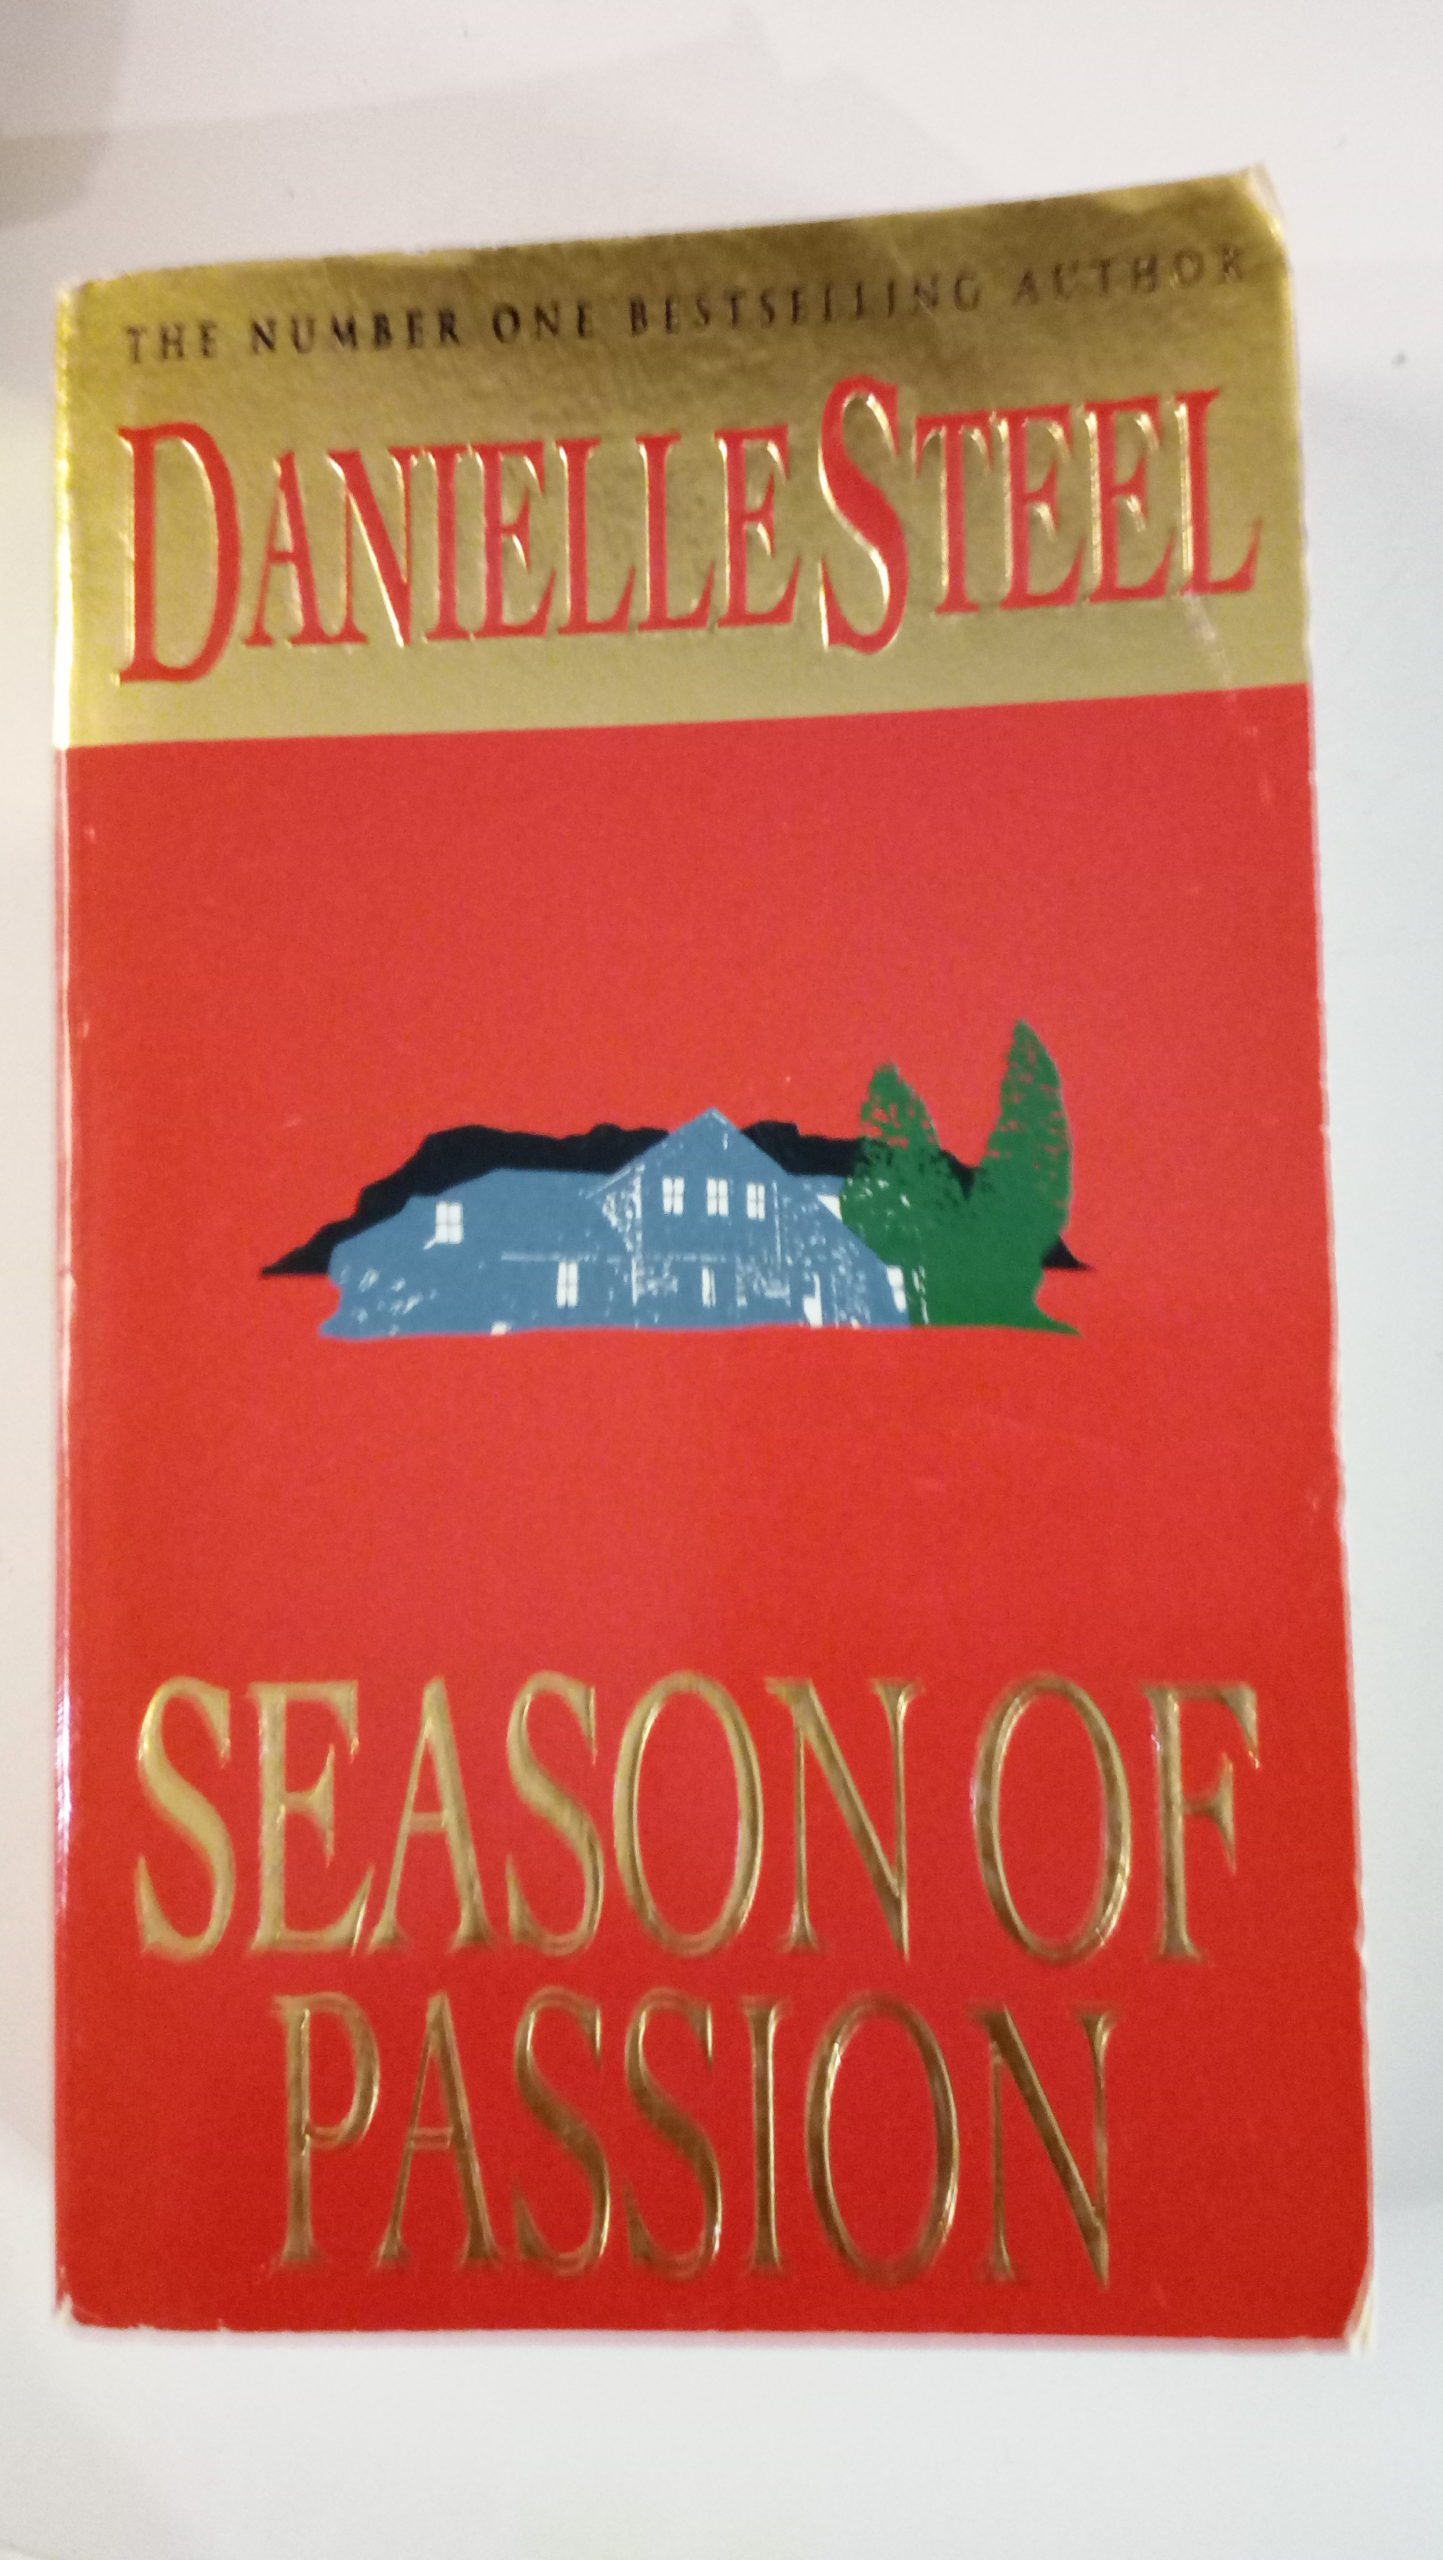 THE NUMBER ONE BESTSELLING AUTHOR
DANIELLE STEEL
SEASON OF
PASSION